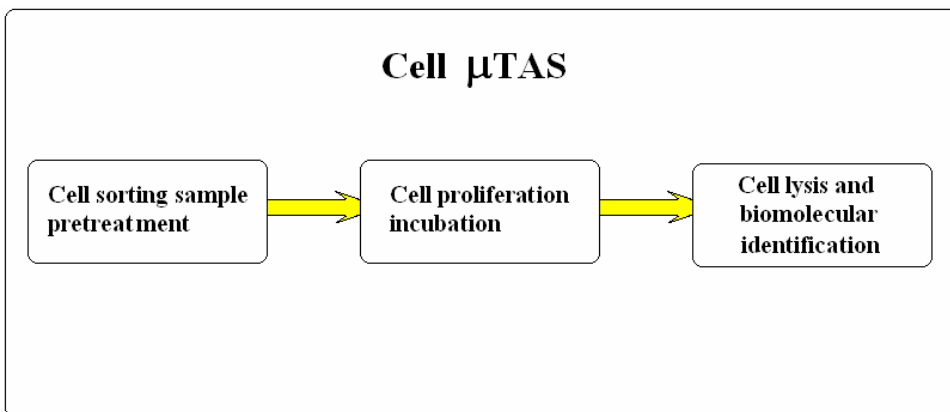 Cell μTAS
Cell sorting sample
pretreatment
Cell proliferation
incubation
Cell lysis and
biomolecular
identification